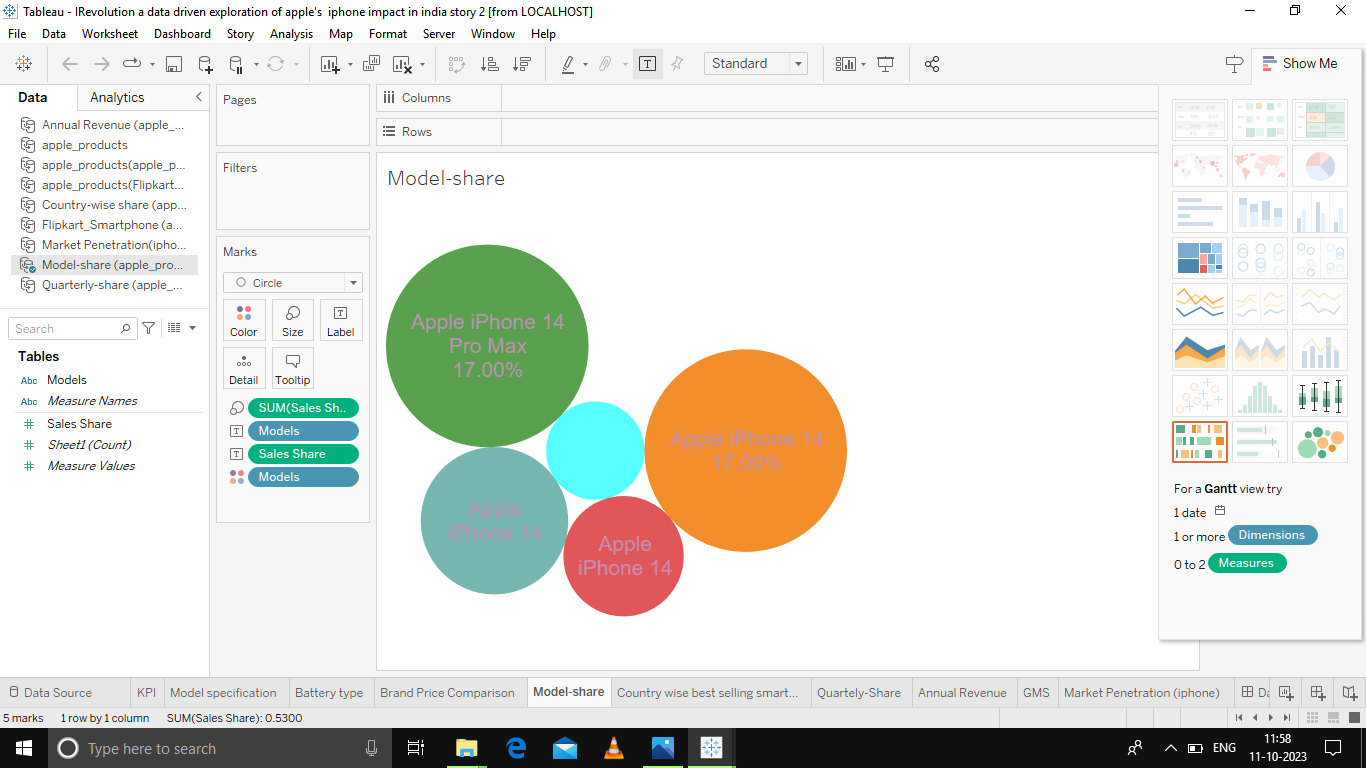 Tableau - IRevolution a data driven exploration of apple's  iphone impact in india story 2 [from LOCALHOST]
File Data Worksheet Dashboard Story Analysis Map Format Server Window Help
Standard
Show Me
Data Analytics
Annual Revenue (apple_...
apple_products
apple_products(apple_p...
apple_products(Flipkart...
Country-wise share (app...
Flipkart_Smartphone (a...
Market Penetration(ipho...
Model-share (apple_pro...
Quarterly-share (apple_...
Search
Tables
Abc Models
Abc Measure Names
Sales Share
Sheet1 (Count)
Measure Values
Pages
Filters
Marks
Circle
Color Size Label
Detail Tooltip
SUM(Sales Sh..
Models
Sales Share
Models
Columns
Rows
Model-share
Apple iPhone 14
Pro Max
17.00%
Apple iPhone 14
17.00%
Apple
iPhone 14
Apple
iPhone 14
For a Gantt view try
1 date
1 or more Dimensions
0 to 2 Measures
Data Source KPI Model specification Battery type Brand Price Comparison Model-share Country wise best selling smart... Quartely-Share Annual Revenue GMS Market Penetration (iphone) Da
5 marks 1 row by 1 column SUM(Sales Share): 0.5300
Type here to search
ENG
11:58
11-10-2023